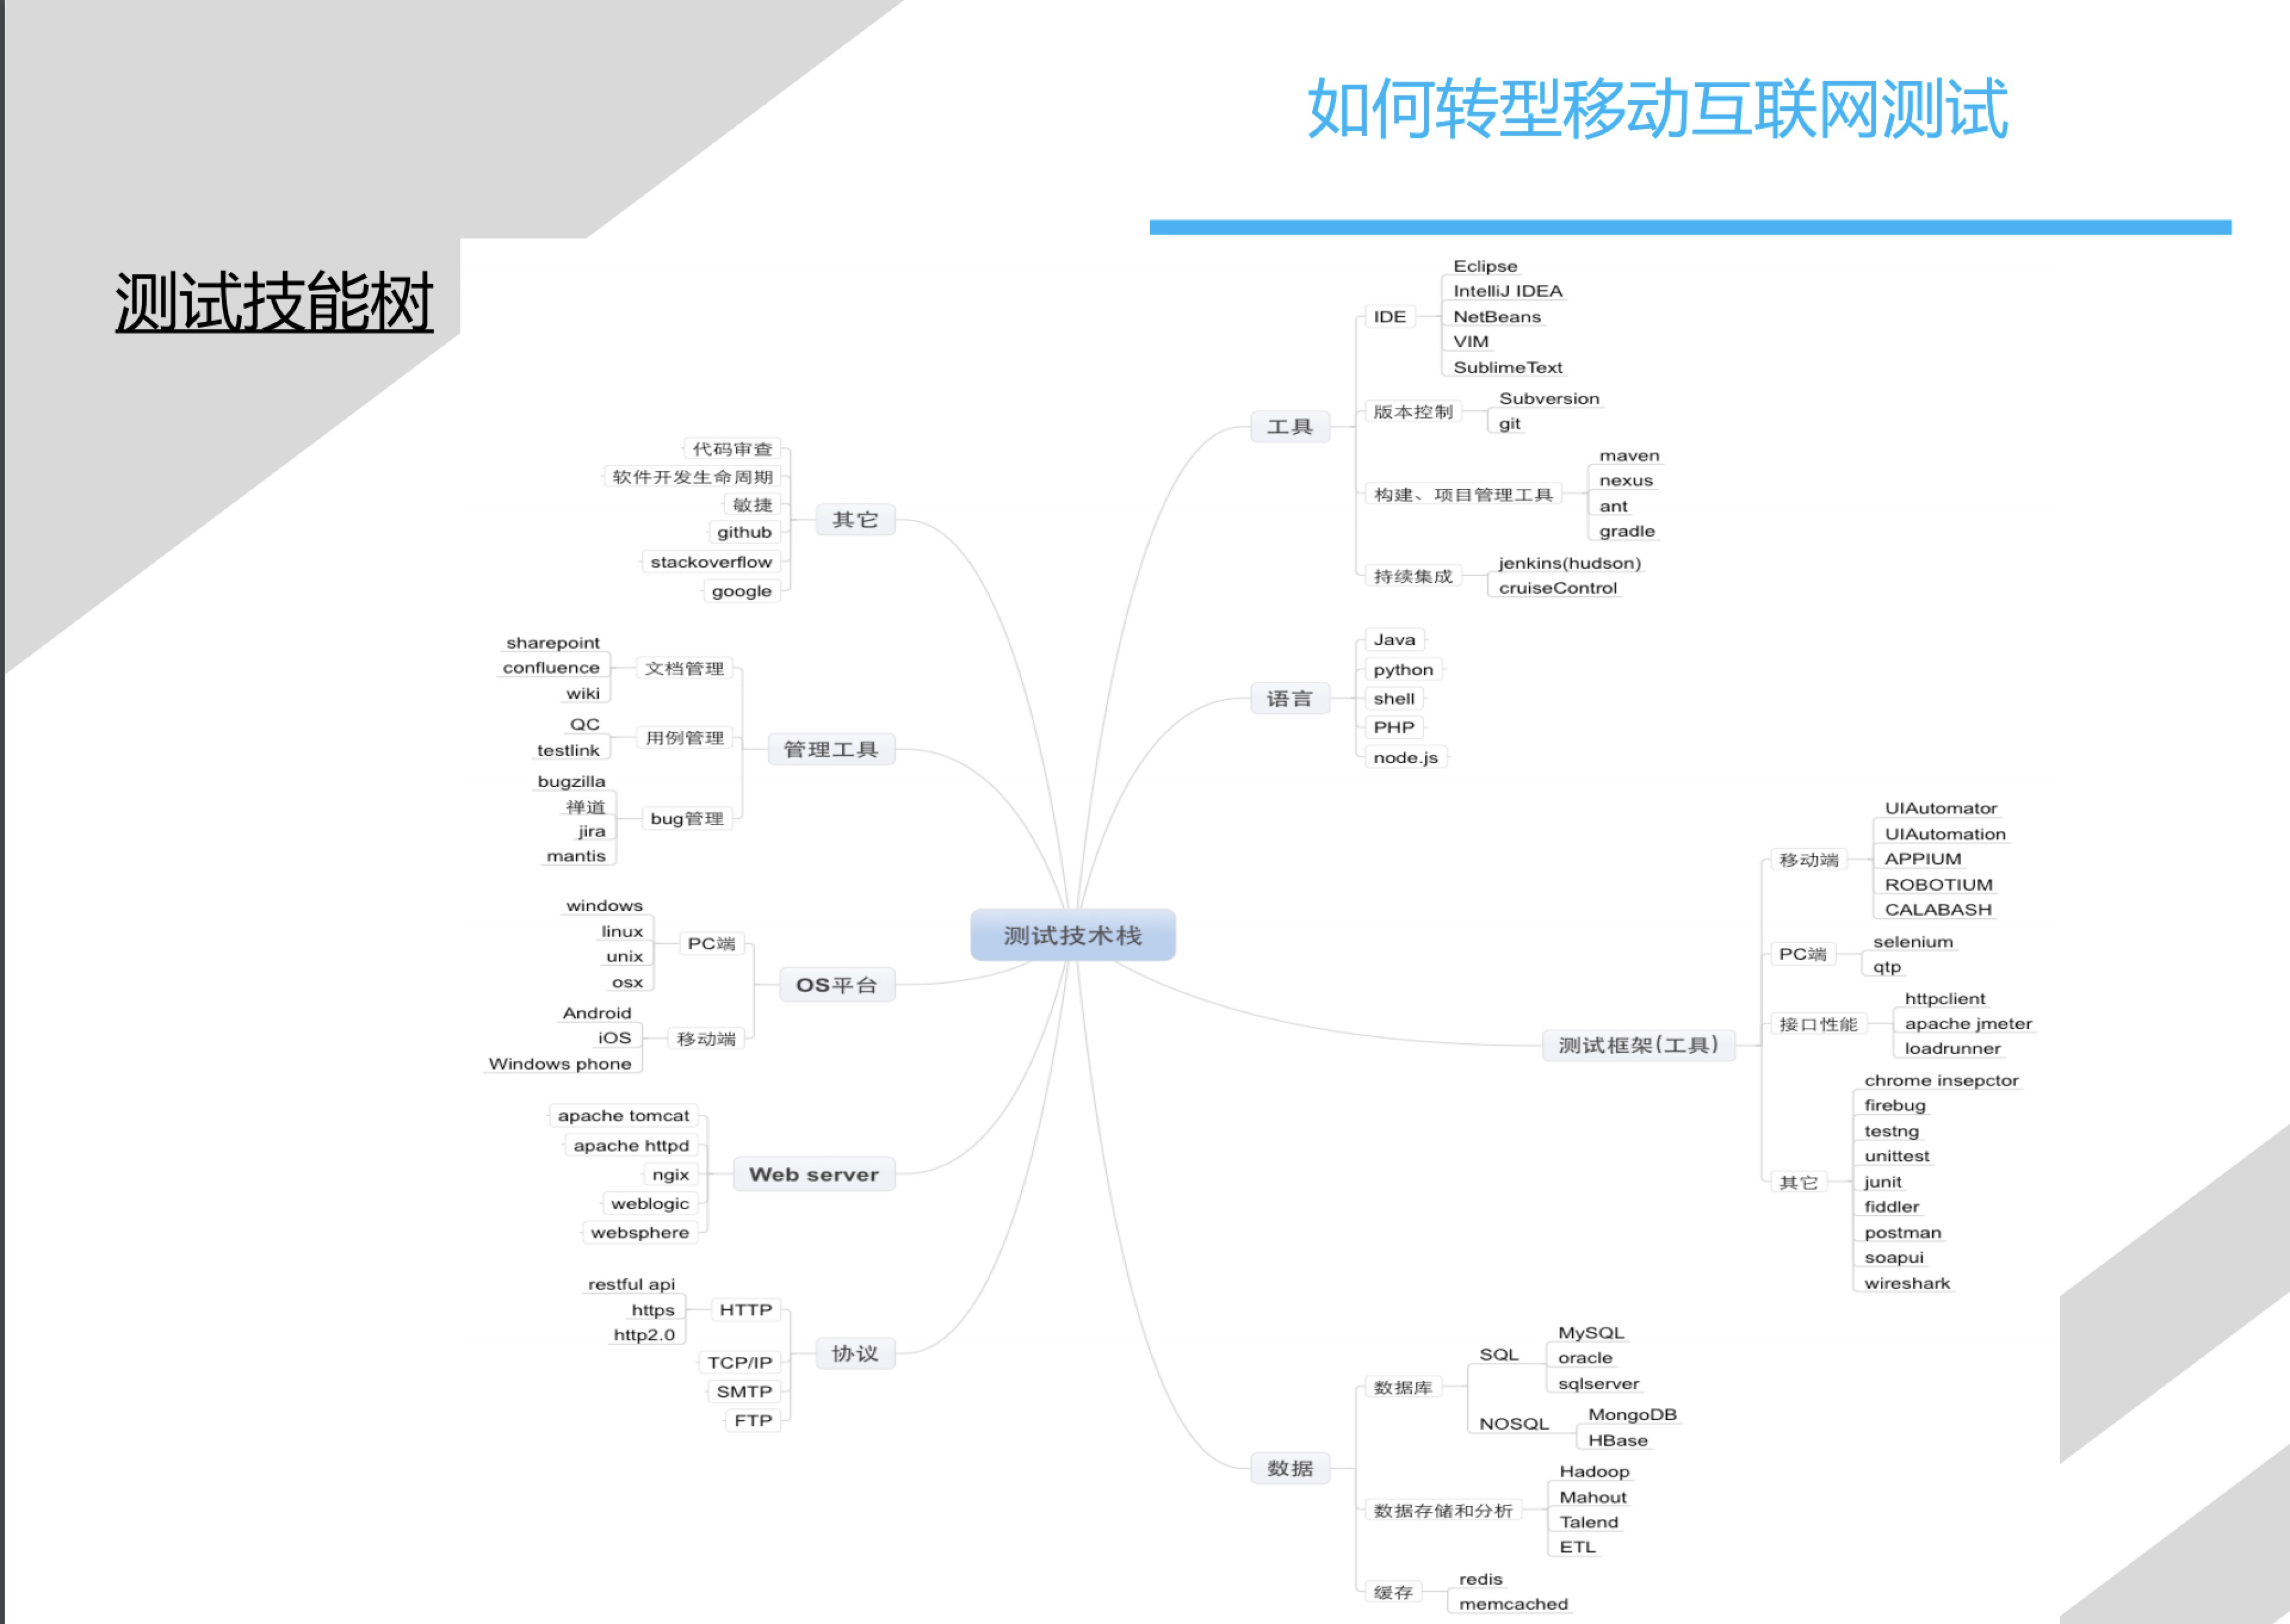 如何转型移动互联网测试
测试技能树
测试技术栈
工具
IDE
Eclipse
IntelliJ IDEA
NetBeans
VIM
SublimeText
版本控制
Subversion
git
构建、项目管理工具
maven
nexus
ant
gradle
持续集成
jenkins(hudson)
cruiseControl
语言
Java
python
shell
PHP
node.js
测试框架(工具)
移动端
UIAutomator
UIAutomation
APPIUM
ROBOTIUM
CALABASH
PC端
selenium
qtp
接口性能
httpclient
apache jmeter
loadrunner
其它
chrome insepctor
firebug
testng
unittest
junit
fiddler
postman
soapui
wireshark
数据
数据库
SQL
MySQL
oracle
sqlserver
NOSQL
MongoDB
HBase
数据存储和分析
Hadoop
Mahout
Talend
ETL
缓存
redis
memcached
其它
代码审查
软件开发生命周期
敏捷
github
stackoverflow
google
管理工具
文档管理
sharepoint
confluence
wiki
用例管理
QC
testlink
bug管理
bugzilla
禅道
jira
mantis
OS平台
PC端
windows
linux
unix
osx
移动端
Android
iOS
Windows phone
Web server
apache tomcat
apache httpd
ngix
weblogic
websphere
协议
HTTP
restful api
https
http2.0
TCP/IP
SMTP
FTP